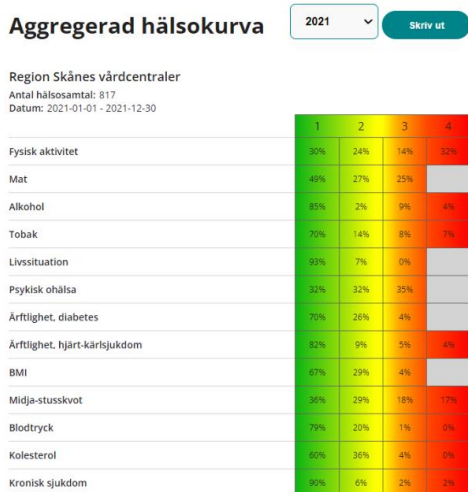 Aggregerad hälsokurva 2021 Skriv ut
Region Skånes vårdcentraler
Antal hälsosamtal: 817
Datum: 2021-01-01 - 2021-12-30
1 2 3 4
Fysisk aktivitet 30% 24% 14% 32%
Mat 49% 27% 25%
Alkohol 85% 2% 9% 4%
Tobak 70% 14% 8% 7%
Livssituation 93% 7% 0%
Psykisk ohälsa 32% 32% 35%
Ärftlighet, diabetes 70% 26% 4%
Ärftlighet, hjärt-kärlsjukdom 82% 9% 5% 4%
BMI 67% 29% 4%
Midja-stusskvot 36% 29% 18% 17%
Blodtryck 79% 20% 1% 0%
Kolesterol 60% 36% 4% 0%
Kronisk sjukdom 90% 6% 2% 2%